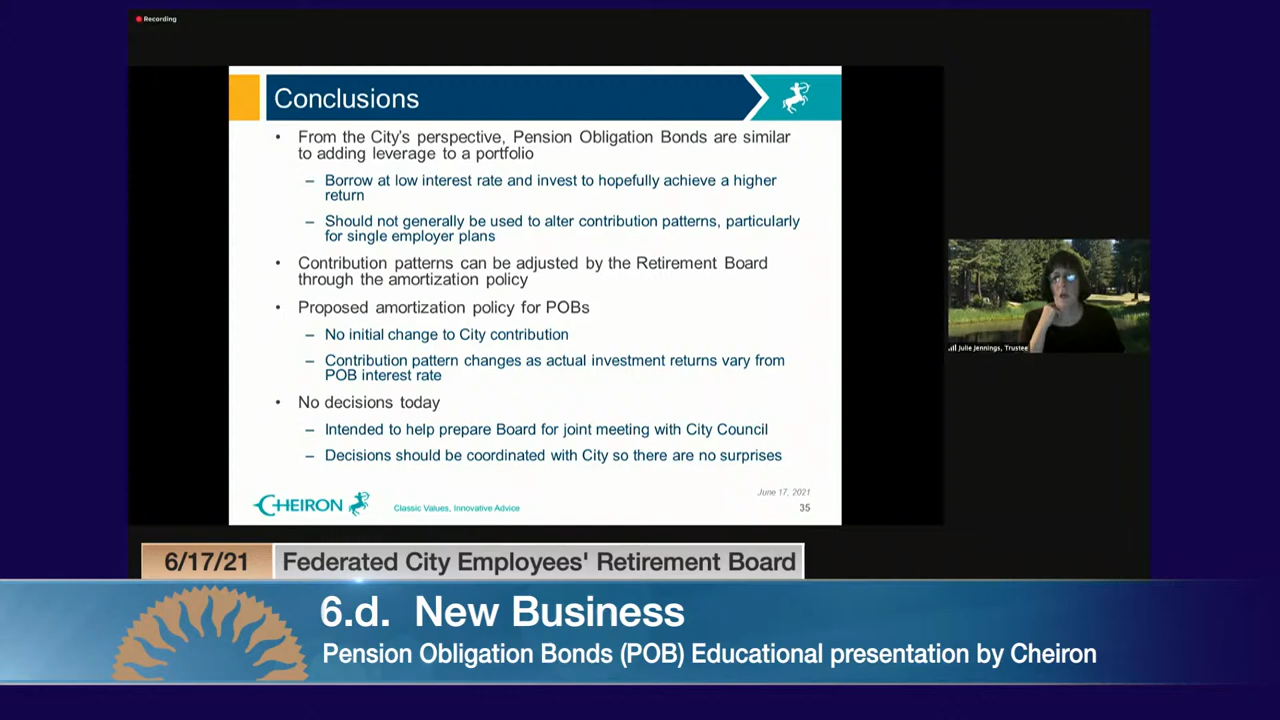 Recording
Conclusions
• From the City's perspective, Pension Obligation Bonds are similar
to adding leverage to a portfolio
– Borrow at low interest rate and invest to hopefully achieve a higher
return
– Should not generally be used to alter contribution patterns, particularly
for single employer plans
• Contribution patterns can be adjusted by the Retirement Board
through the amortization policy
• Proposed amortization policy for POBs
– No initial change to City contribution
– Contribution pattern changes as actual investment returns vary from
POB interest rate
• No decisions today
– Intended to help prepare Board for joint meeting with City Council
– Decisions should be coordinated with City so there are no surprises
June 17, 2021
CHEIRON
Classic Values, Innovative Advice
35
Julie Jennings, Trustee
6/17/21
Federated City Employees' Retirement Board
6.d. New Business
Pension Obligation Bonds (POB) Educational presentation by Cheiron